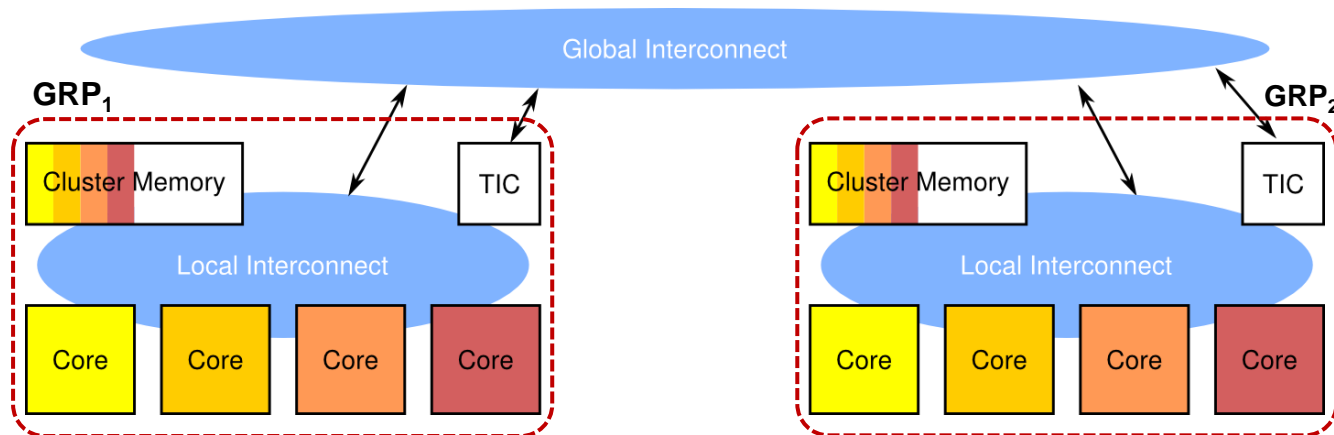 Global Interconnect
GRP1
GRP2
Cluster Memory
TIC
Cluster Memory
TIC
Local Interconnect
Local Interconnect
Core
Core
Core
Core
Core
Core
Core
Core